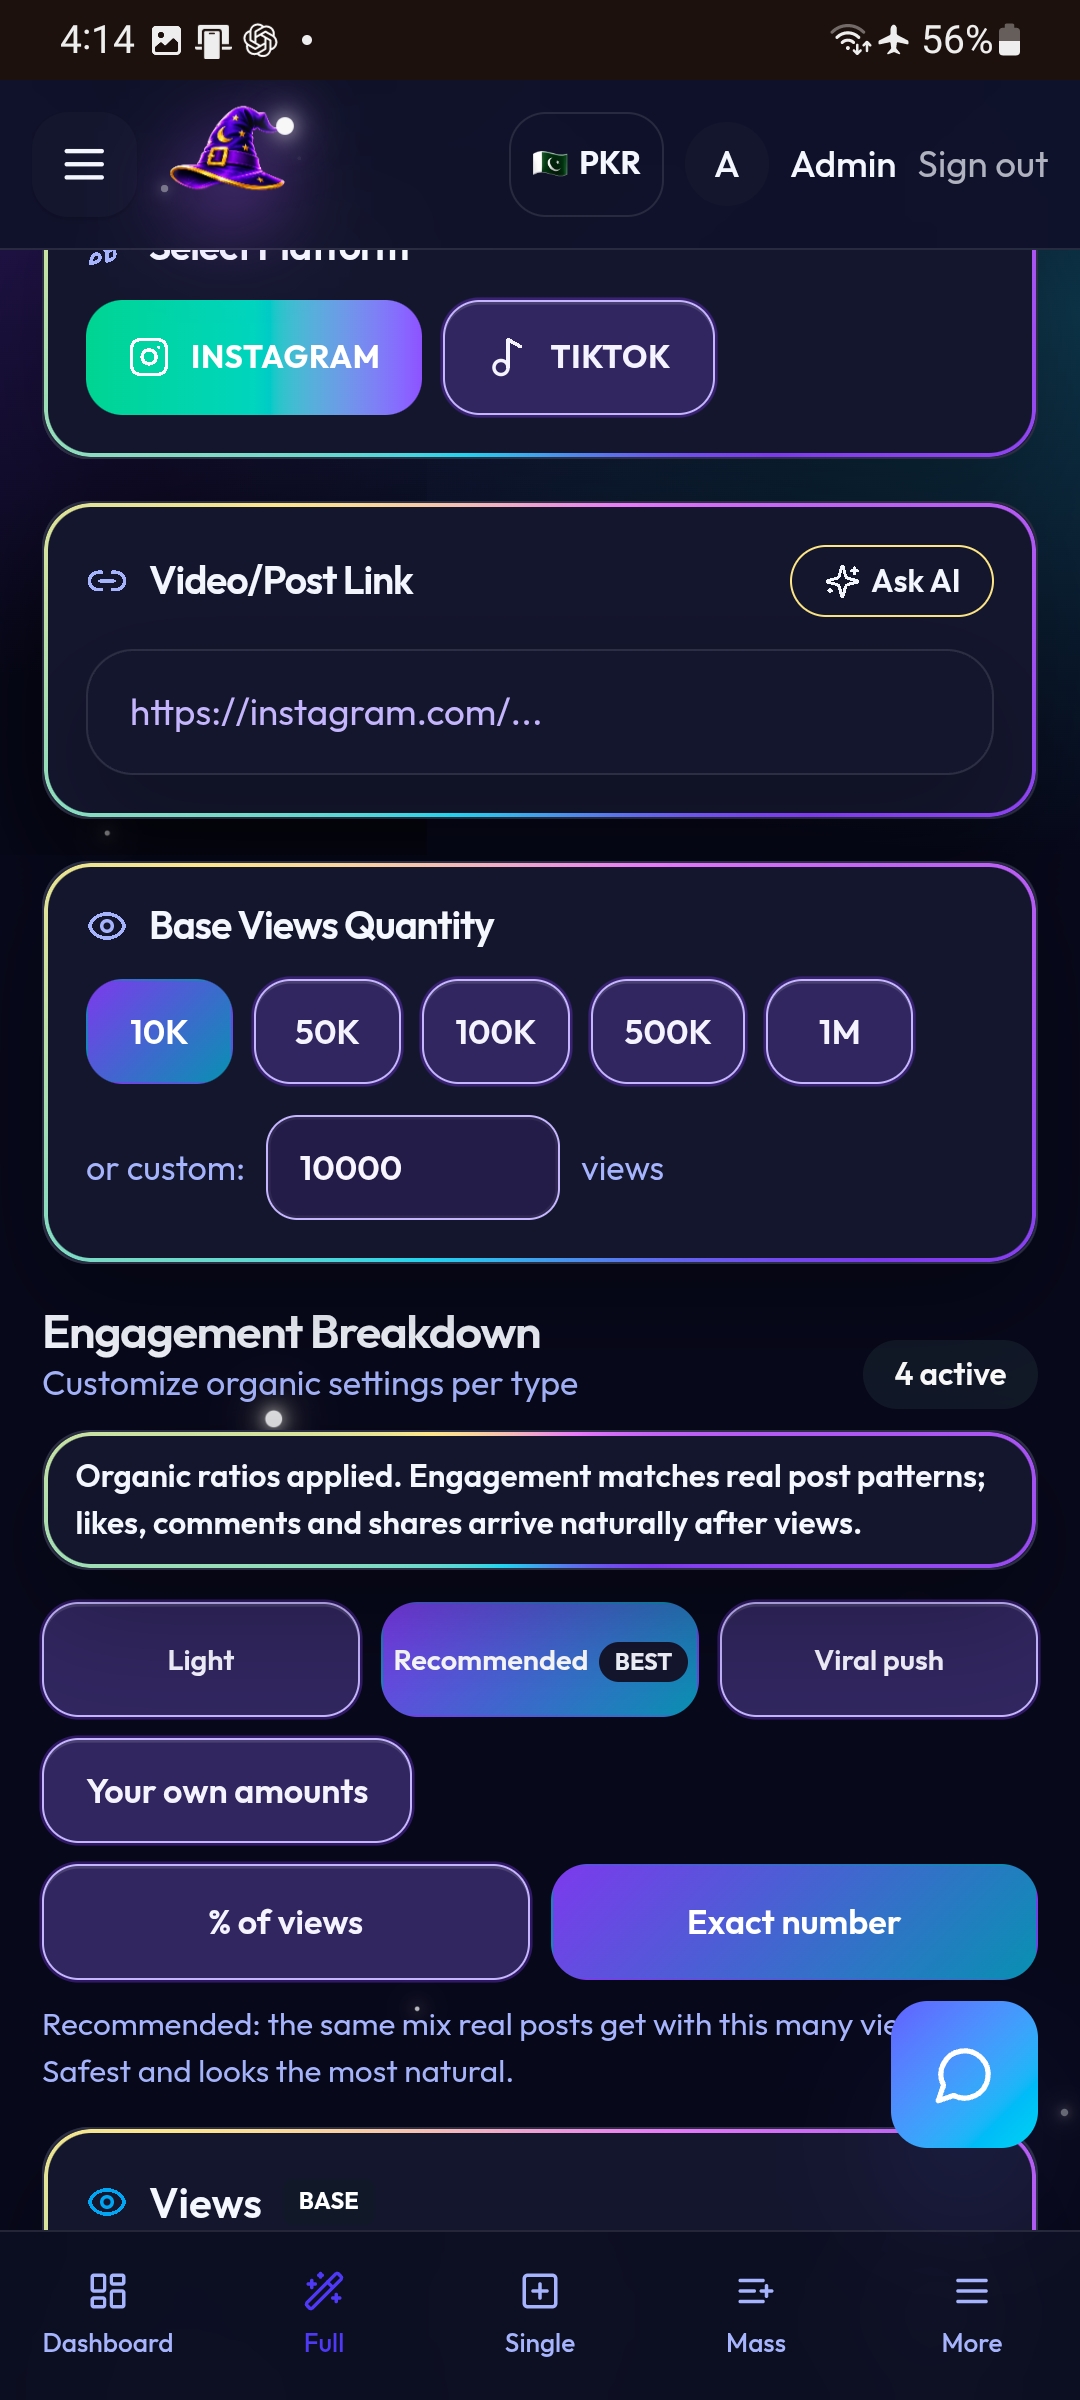 4:14
56%
PKR
A
Admin
Sign out
Select Platform
INSTAGRAM
TIKTOK
Video/Post Link
Ask AI
https://instagram.com/...
Base Views Quantity
10K
50K
100K
500K
1M
or custom:
10000
views
Engagement Breakdown
Customize organic settings per type
4 active
Organic ratios applied. Engagement matches real post patterns;
likes, comments and shares arrive naturally after views.
Light
Recommended BEST
Viral push
Your own amounts
% of views
Exact number
Recommended: the same mix real posts get with this many
Safest and looks the most natural.
Views BASE
Dashboard
Full
Single
Mass
More